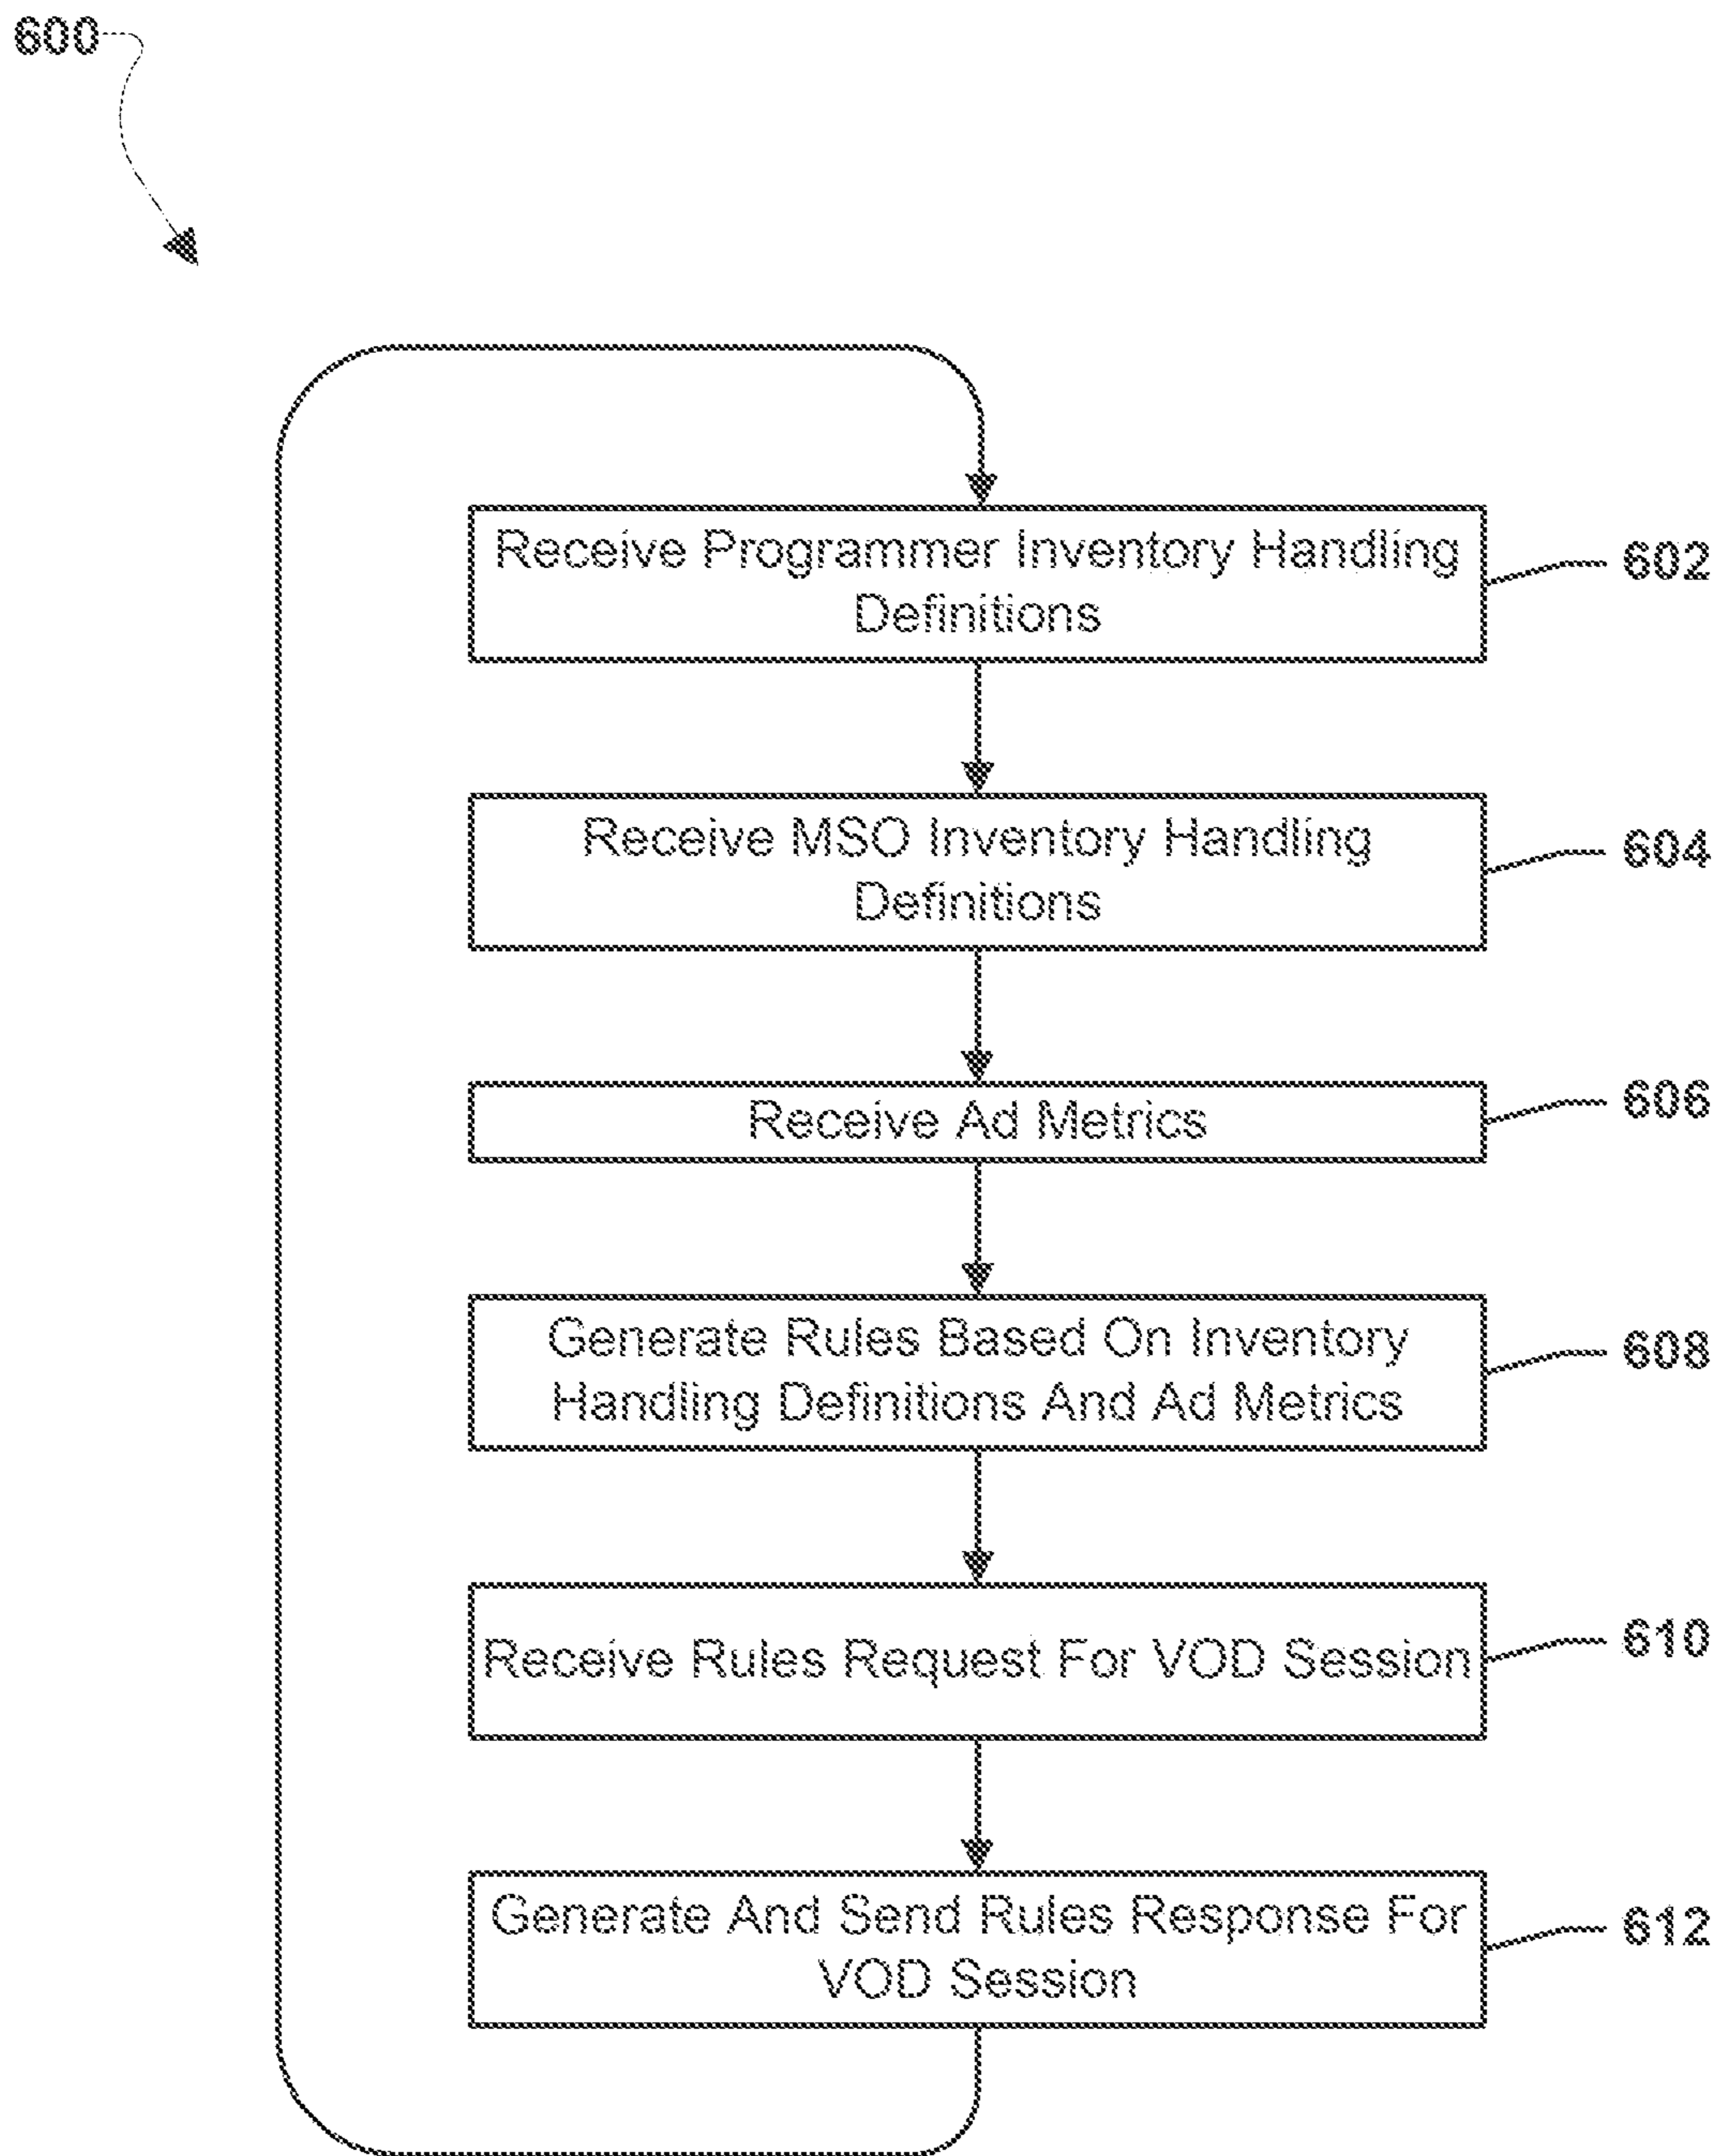 600
Receive Programmer Inventory Handling
Definitions
602
Receive MSO Inventory Handling
Definitions
604
Receive Ad Metrics
606
Generate Rules Based On Inventory
Handling Definitions And Ad Metrics
608
Receive Rules Request For VOD Session
610
Generate And Send Rules Response For
VOD Session
612